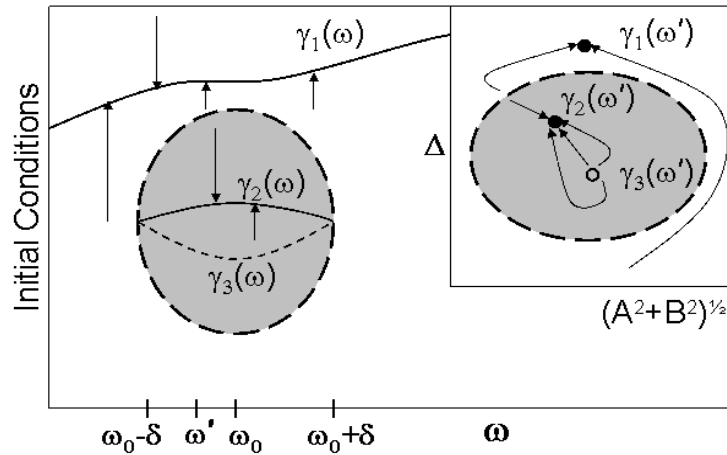 Initial Conditions
γ₁(ω)
γ₂(ω)
γ₃(ω)
ω₀-δ
ω'
ω₀
ω₀+δ
ω
γ₁(ω')
γ₂(ω')
γ₃(ω')
Δ
(A²+B²)^½